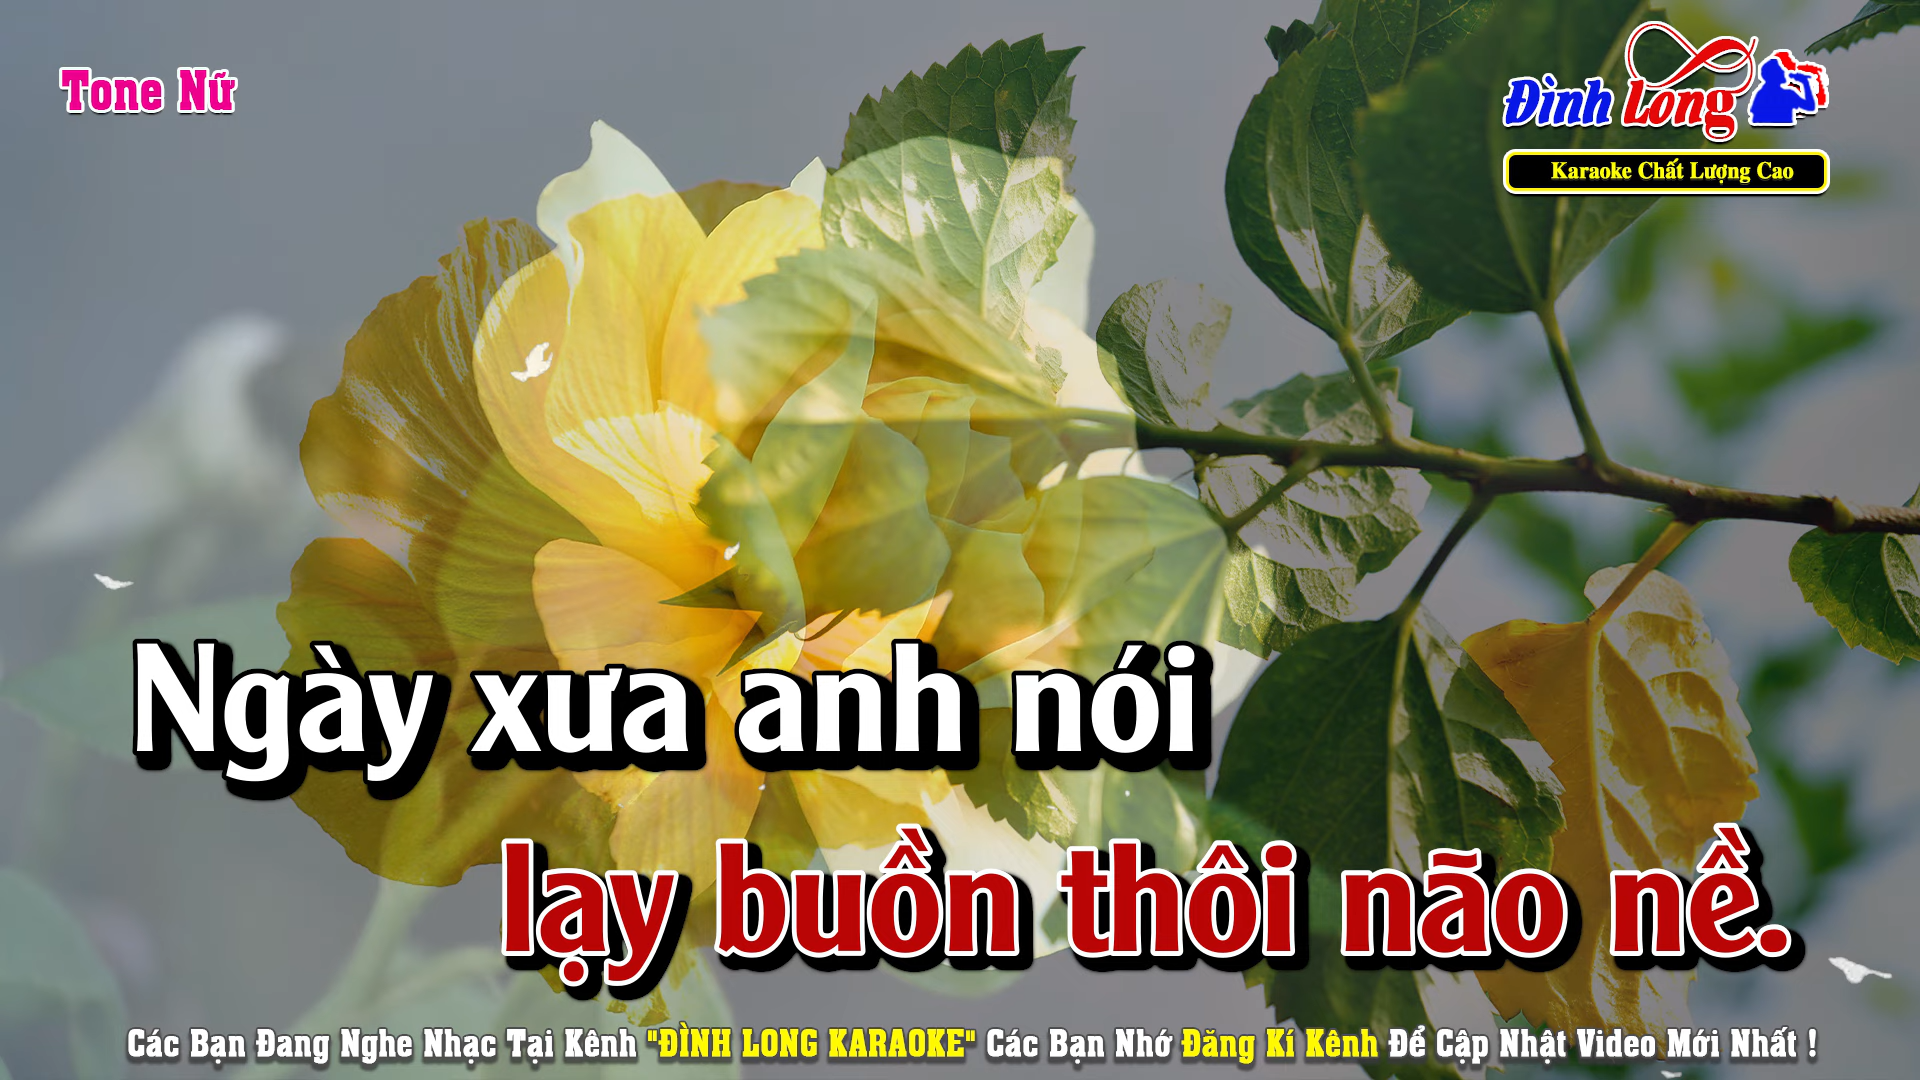 Tone Nữ
Đình Long
Karaoke Chất Lượng Cao
Ngày xưa anh nói
lạy buồn thôi não nề.
Các Bạn Đang Nghe Nhạc Tại Kênh "ĐÌNH LONG KARAOKE" Các Bạn Nhớ Đăng Kí Kênh Để Cập Nhật Video Mới Nhất !